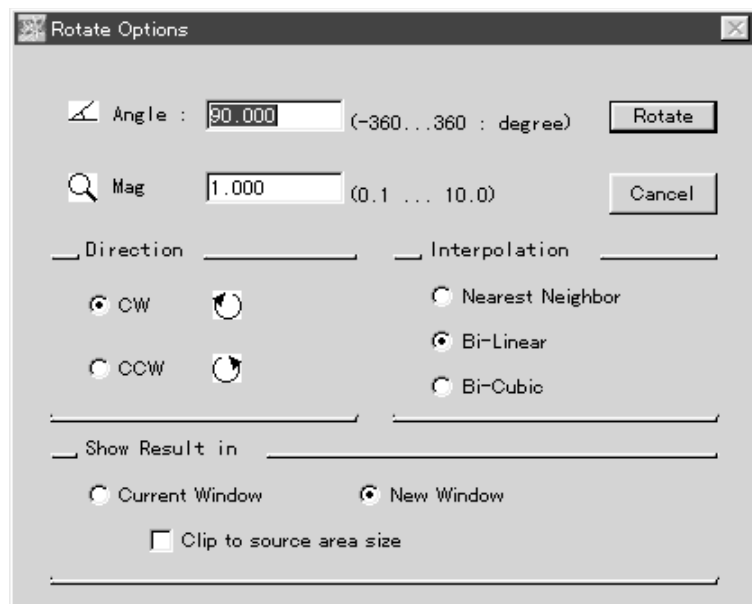 Rotate Options
Angle : 90.000 (-360...360 : degree) Rotate
Mag 1.000 (0.1 ... 10.0) Cancel
Direction Interpolation
CW Nearest Neighbor
Bi-Linear
CCW Bi-Cubic
Show Result in
Current Window New Window
Clip to source area size